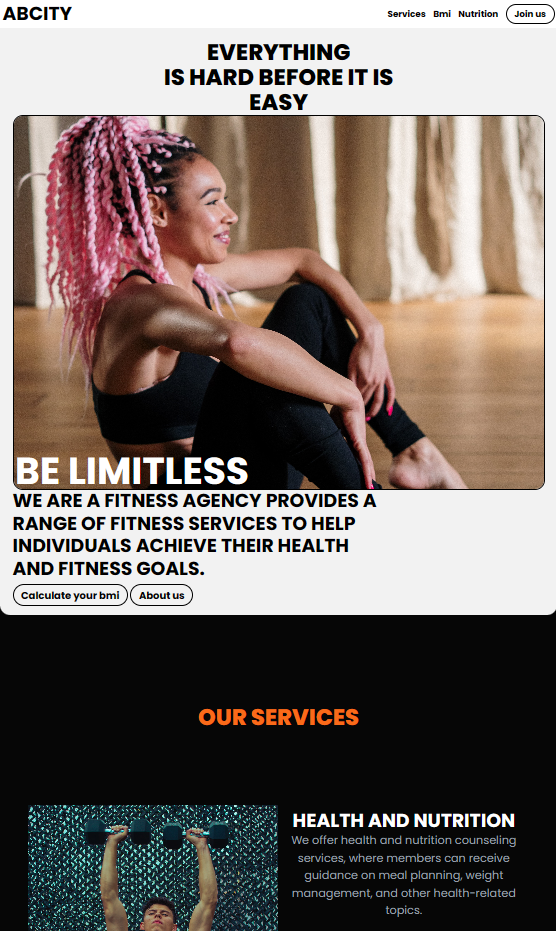 ABCITY
Services Bmi Nutrition Join us
EVERYTHING
IS HARD BEFORE IT IS
EASY
BE LIMITLESS
WE ARE A FITNESS AGENCY PROVIDES A
RANGE OF FITNESS SERVICES TO HELP
INDIVIDUALS ACHIEVE THEIR HEALTH
AND FITNESS GOALS.
Calculate your bmi About us
OUR SERVICES
HEALTH AND NUTRITION
We offer health and nutrition counseling
services, where members can receive
guidance on meal planning, weight
management, and other health-related
topics.